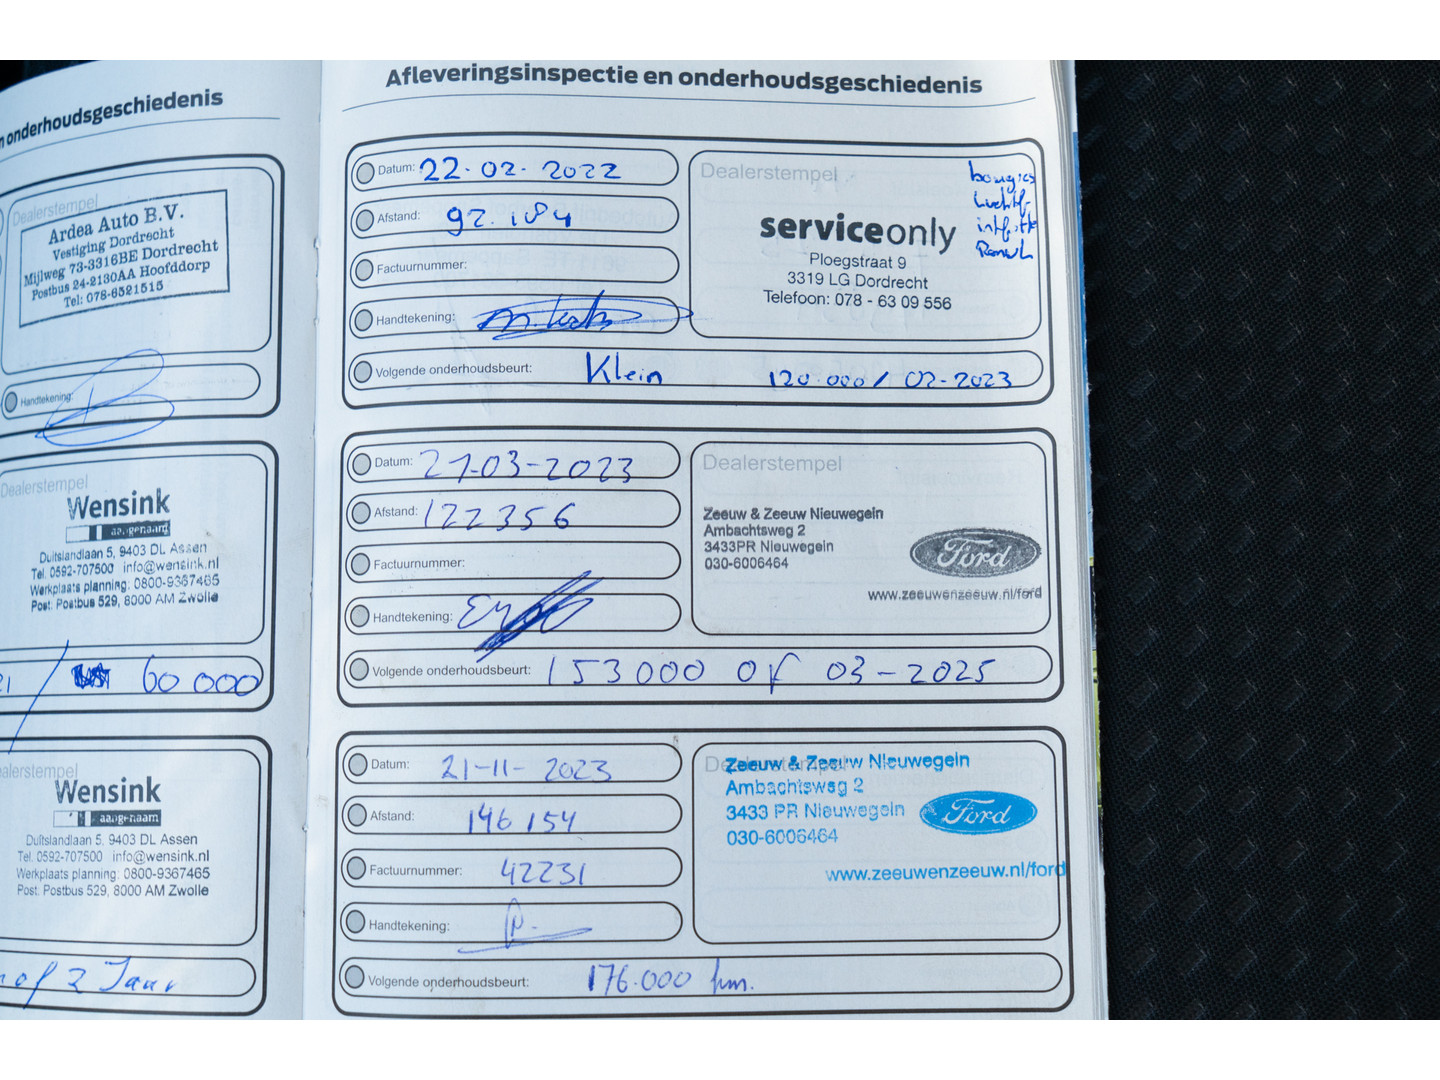 n onderhoudsgeschiedenis
Dealerstempel
Ardea Auto B.V.
Vestiging Dordrecht
Mijlweg 73-3316BE Dordrecht
Postbus 24-2130AA Hoofddorp
Tel: 078-6521515
Handtekening:
Dealerstempel
Wensink
aangenaam
Duitslandlaan 5, 9403 DL Assen
Tel. 0592-707500 info@wensink.nl
Werkplaats planning: 0800-9367465
Post. Postbus 529, 8000 AM Zwolle
60 000
alerstempel
Wensink
aangenaam
Duitslandlaan 5, 9403 DL Assen
Tel. 0592-707500 info@wensink.nl
Werkplaats planning: 0800-9367465
Post. Postbus 529, 8000 AM Zwolle
of 2 Jaar
Afleveringsinspectie en onderhoudsgeschiedenis
Datum: 22-02-2022
Afstand: 92.184
Factuurnummer:
Handtekening:
Volgende onderhoudsbeurt: Klein 120.000 / 02-2023
Dealerstempel
bougies
Luchtf
intf.tte
serviceonly
Ploegstraat 9
3319 LG Dordrecht
Telefoon: 078 - 63 09 556
Datum: 21-03-2023
Afstand: 122356
Factuurnummer:
Handtekening:
Volgende onderhoudsbeurt: 153000 of 03-2025
Dealerstempel
Zeeuw & Zeeuw Nieuwegein
Ambachtsweg 2
3433PR Nieuwegein
030-6006464
Ford
www.zeeuwenzeeuw.nl/ford
Datum: 21-11-2023
Afstand: 146154
Factuurnummer: 42231
Handtekening:
Volgende onderhoudsbeurt: 176.000 km.
Dealerstempel
Zeeuw & Zeeuw Nieuwegein
Ambachtsweg 2
3433 PR Nieuwegein
030-6006464
Ford
www.zeeuwenzeeuw.nl/ford